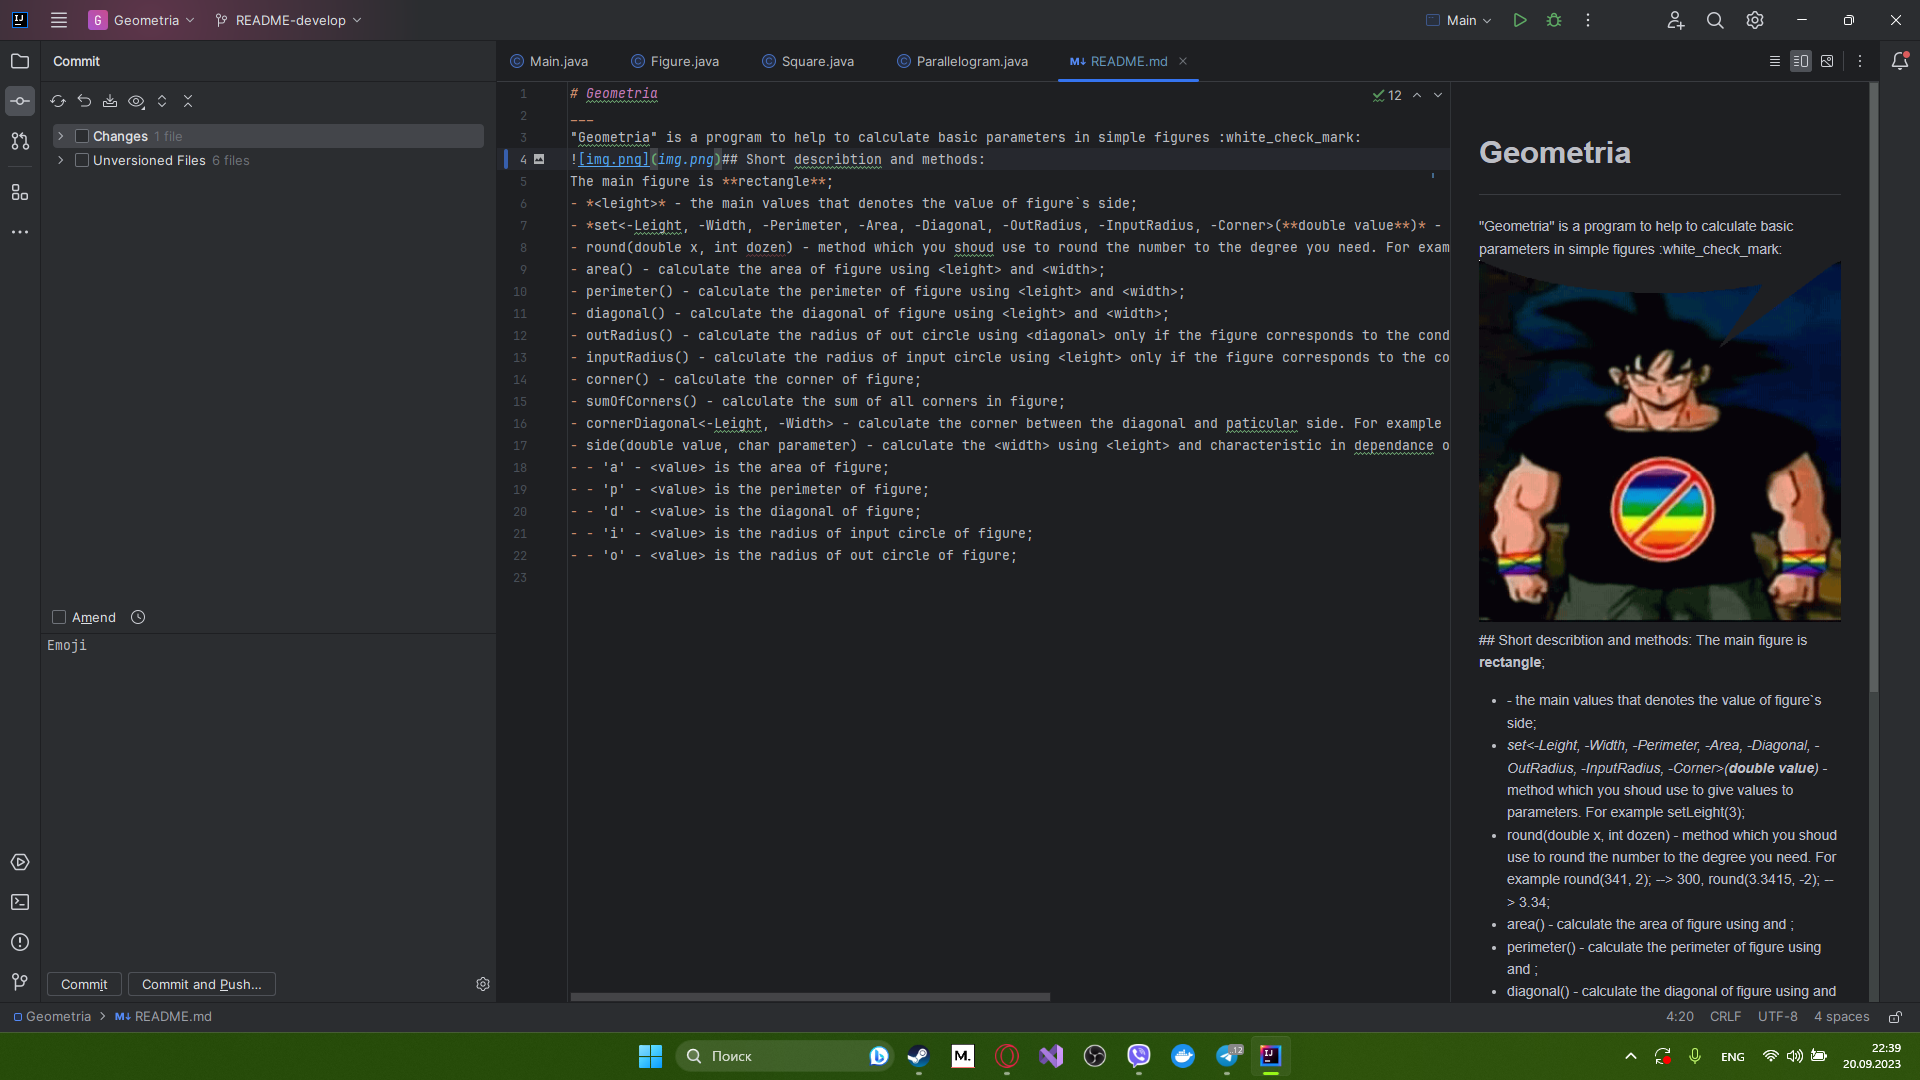 Geometria
README-develop
Main
Commit
Main.java
Figure.java
Square.java
Parallelogram.java
README.md
Changes 1 file
Unversioned Files 6 files
Amend
Emoji
Commit
Commit and Push...
12
1 # Geometria
2 ___
3 "Geometria" is a program to help to calculate basic parameters in simple figures :white_check_mark:
4 ![img.png](img.png)## Short describtion and methods:
5 The main figure is **rectangle**;
6 - *<leight>* - the main values that denotes the value of figure`s side;
7 - *set<-Leight, -Width, -Perimeter, -Area, -Diagonal, -OutRadius, -InputRadius, -Corner>(**double value**)* -
8 - round(double x, int dozen) - method which you shoud use to round the number to the degree you need. For exam
9 - area() - calculate the area of figure using <leight> and <width>;
10 - perimeter() - calculate the perimeter of figure using <leight> and <width>;
11 - diagonal() - calculate the diagonal of figure using <leight> and <width>;
12 - outRadius() - calculate the radius of out circle using <diagonal> only if the figure corresponds to the cond
13 - inputRadius() - calculate the radius of input circle using <leight> only if the figure corresponds to the co
14 - corner() - calculate the corner of figure;
15 - sumOfCorners() - calculate the sum of all corners in figure;
16 - cornerDiagonal<-Leight, -Width> - calculate the corner between the diagonal and paticular side. For example
17 - side(double value, char parameter) - calculate the <width> using <leight> and characteristic in dependance o
18 - - 'a' - <value> is the area of figure;
19 - - 'p' - <value> is the perimeter of figure;
20 - - 'd' - <value> is the diagonal of figure;
21 - - 'i' - <value> is the radius of input circle of figure;
22 - - 'o' - <value> is the radius of out circle of figure;
23
Geometria
"Geometria" is a program to help to calculate basic
parameters in simple figures :white_check_mark:
## Short describtion and methods: The main figure is
rectangle;
• - the main values that denotes the value of figure`s
side;
• set<-Leight, -Width, -Perimeter, -Area, -Diagonal, -
OutRadius, -InputRadius, -Corner>(double value) -
method which you shoud use to give values to
parameters. For example setLeight(3);
• round(double x, int dozen) - method which you shoud
use to round the number to the degree you need. For
example round(341, 2); --> 300, round(3.3415, -2); --
> 3.34;
• area() - calculate the area of figure using and ;
• perimeter() - calculate the perimeter of figure using
and ;
• diagonal() - calculate the diagonal of figure using and
Geometria > README.md
4:20 CRLF UTF-8 4 spaces
Поиск
M.
12
ENG
22:39
20.09.2023